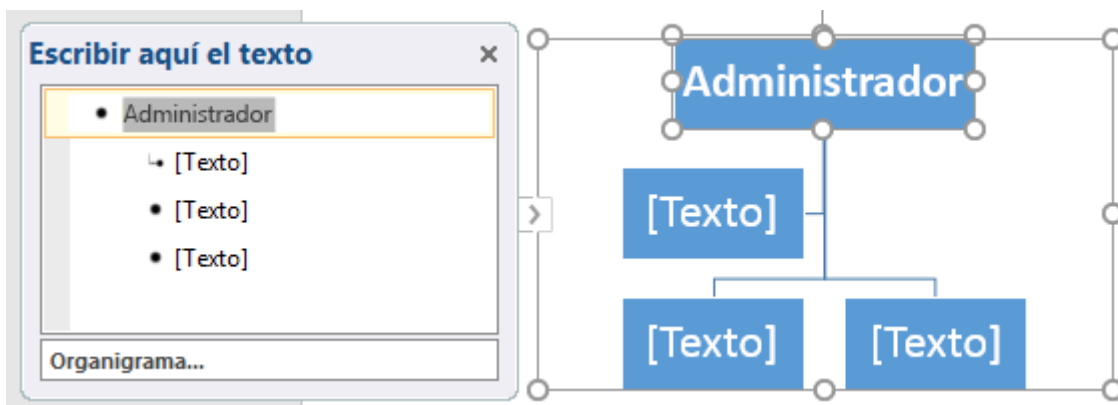 Escribir aquí el texto
Administrador
[Texto]
[Texto]
[Texto]
Organigrama...
Administrador
[Texto]
[Texto] [Texto]